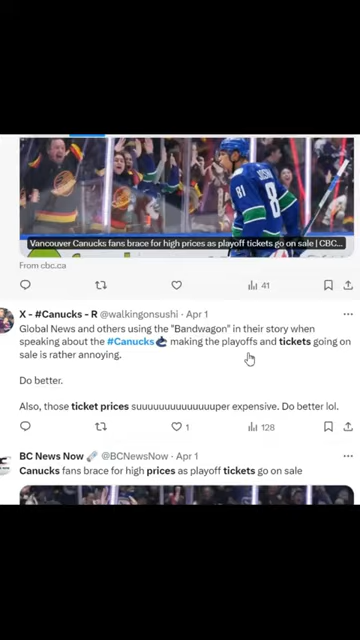 81
8
Vancouver Canucks fans brace for high prices as playoff tickets go on sale | CBC...
From cbc.ca
41
X - #Canucks - R @walkingonsushi · Apr 1
Global News and others using the "Bandwagon" in their story when
speaking about the #Canucks making the playoffs and tickets going on
sale is rather annoying.
Do better.
Also, those ticket prices suuuuuuuuuuuuuper expensive. Do better lol.
1
128
BC News Now @BCNewsNow · Apr 1
Canucks fans brace for high prices as playoff tickets go on sale